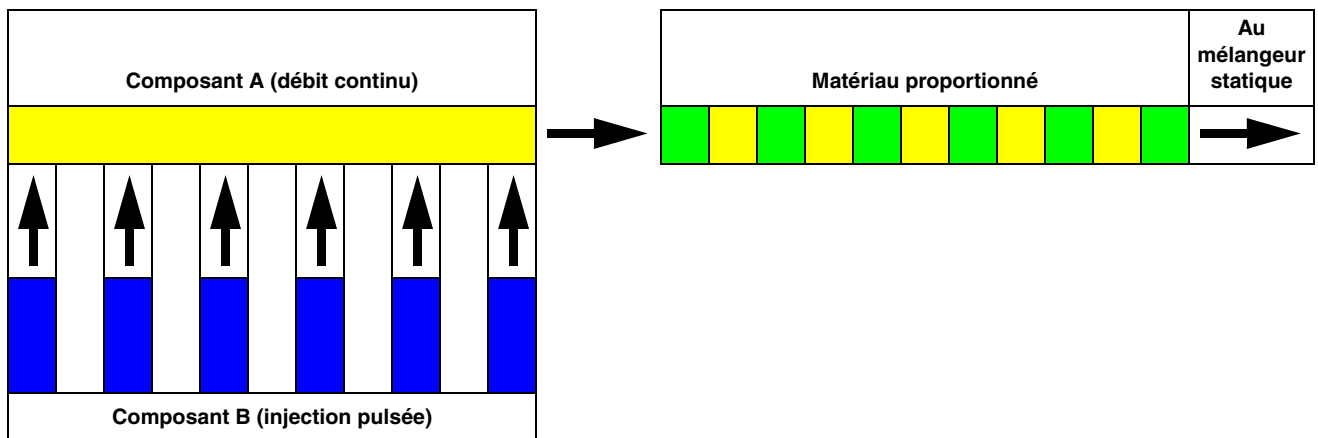 Composant A (débit continu)
Matériau proportionné
Au
mélangeur
statique
Composant B (injection pulsée)